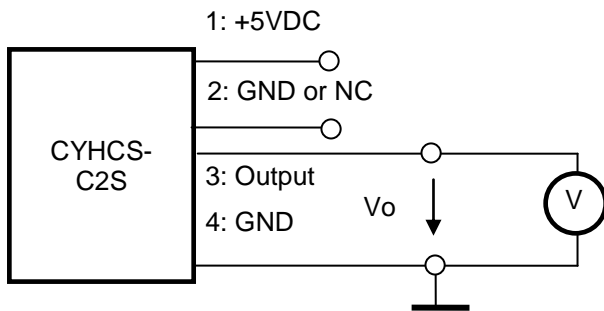 1: +5VDC
2: GND or NC
CYHCS-
C2S
3: Output
4: GND
Vo
V